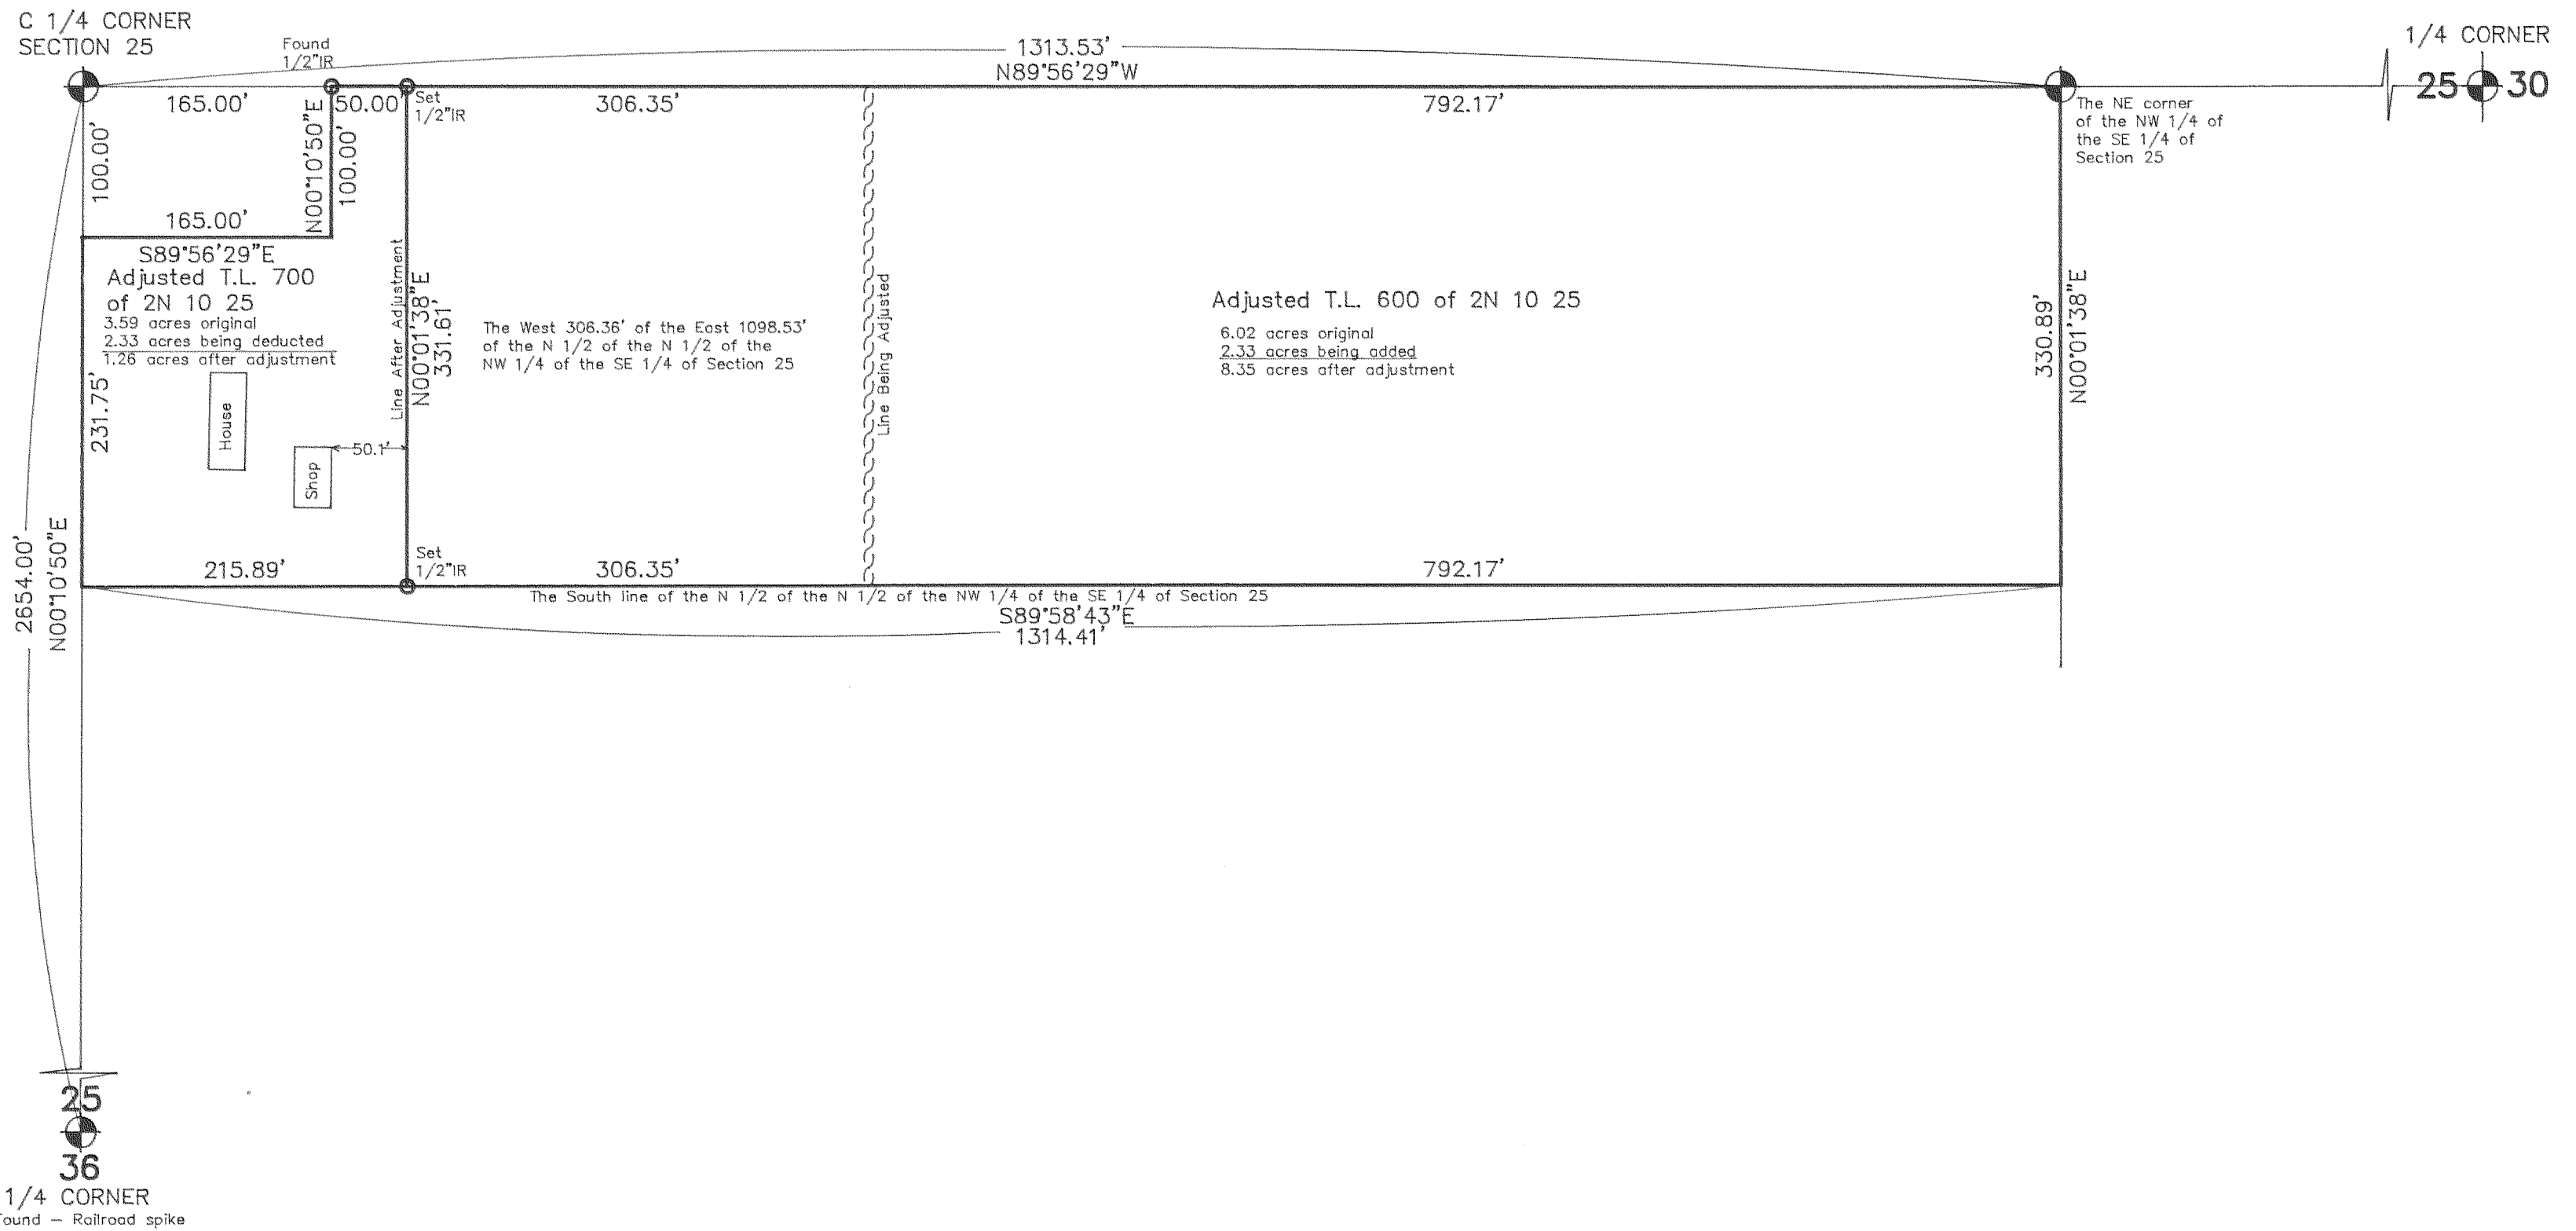 C 1/4 CORNER
SECTION 25
Found
1/2"IR
1313.53'
N89°56'29"W
1/4 CORNER
25
30
165.00'
50.00'
Set
1/2"IR
306.35'
792.17'
The NE corner
of the NW 1/4 of
the SE 1/4 of
Section 25
100.00'
N00°10'50"E
100.00'
165.00'
S89°56'29"E
Adjusted T.L. 700
of 2N 10 25
3.59 acres original
2.33 acres being deducted
1.26 acres after adjustment
Line After Adjustment
N00°01'38"E
331.61'
The West 306.36' of the East 1098.53'
of the N 1/2 of the N 1/2 of the
NW 1/4 of the SE 1/4 of Section 25
Line Being Adjusted
Adjusted T.L. 600 of 2N 10 25
6.02 acres original
2.33 acres being added
8.35 acres after adjustment
330.89'
N00°01'38"E
231.75'
House
Shop
50.1'
2654.00'
N00°10'50"E
215.89'
Set
1/2"IR
306.35'
792.17'
The South line of the N 1/2 of the N 1/2 of the NW 1/4 of the SE 1/4 of Section 25
S89°58'43"E
1314.41'
25
36
1/4 CORNER
ound – Railroad spike